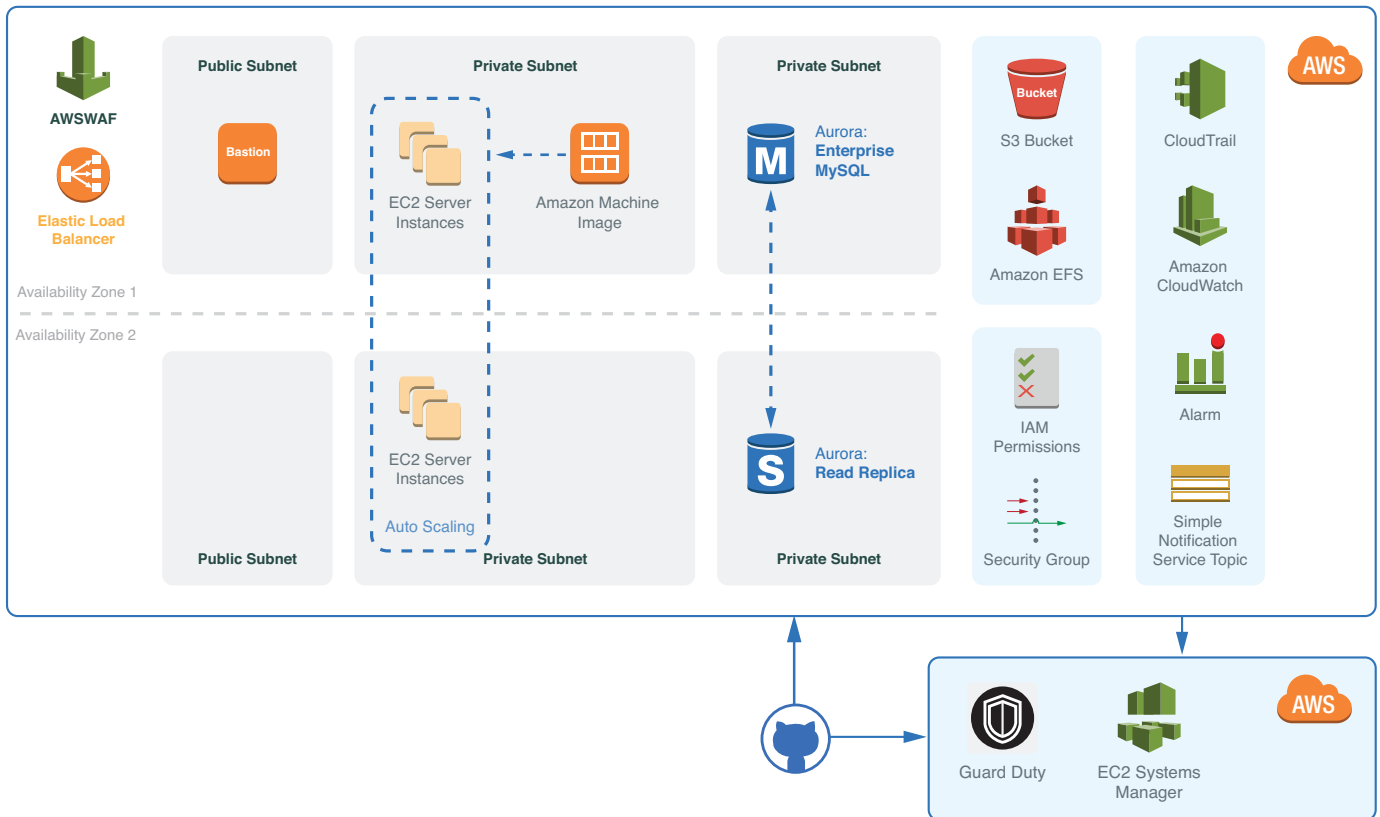 AWSWAF
Elastic Load
Balancer
Availability Zone 1
Availability Zone 2
Public Subnet
Bastion
Private Subnet
EC2 Server
Instances
Amazon Machine
Image
Private Subnet
M
Aurora:
Enterprise
MySQL
Bucket
S3 Bucket
Amazon EFS
CloudTrail
Amazon
CloudWatch
AWS
Public Subnet
EC2 Server
Instances
Auto Scaling
Private Subnet
S
Aurora:
Read Replica
Private Subnet
IAM
Permissions
Security Group
Alarm
Simple
Notification
Service Topic
Guard Duty
EC2 Systems
Manager
AWS